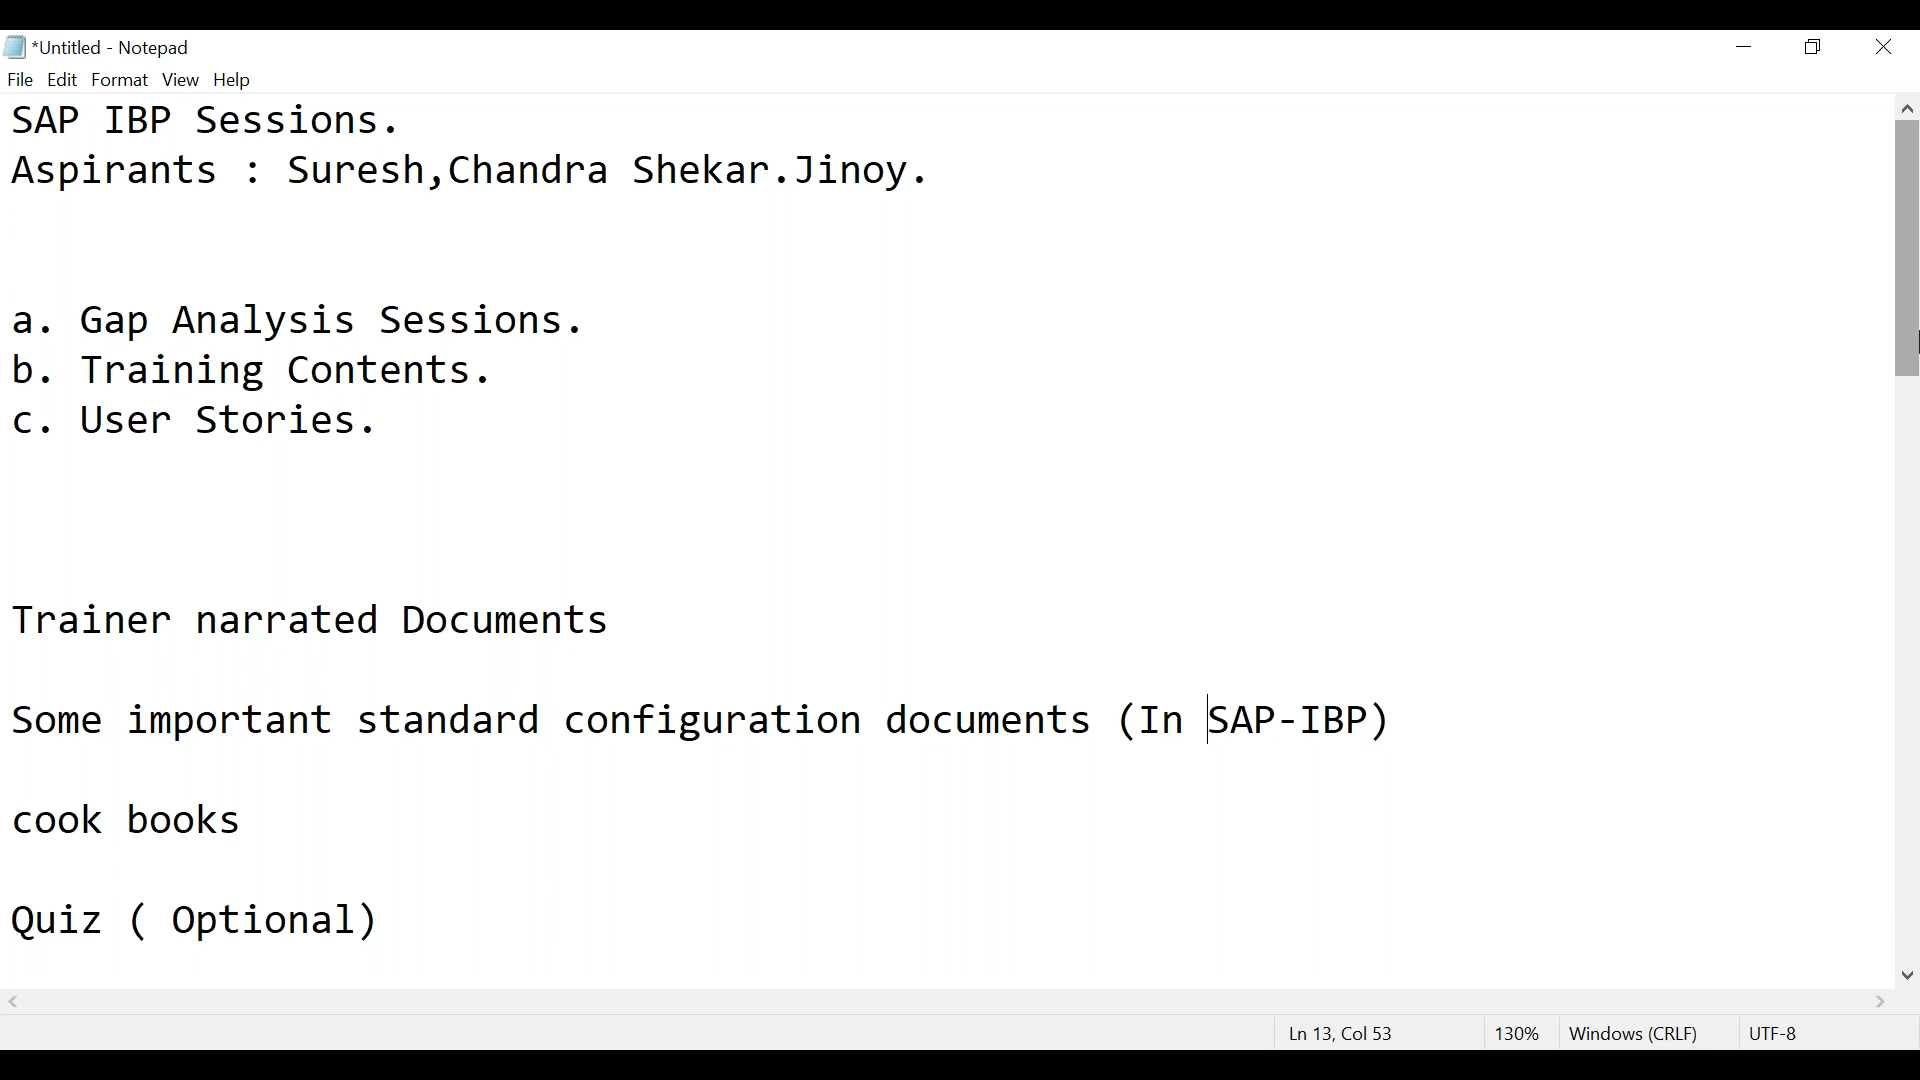 *Untitled - Notepad
File Edit Format View Help
SAP IBP Sessions.
Aspirants : Suresh,Chandra Shekar.Jinoy.
a. Gap Analysis Sessions.
b. Training Contents.
c. User Stories.
Trainer narrated Documents
Some important standard configuration documents (In SAP-IBP)
cook books
Quiz ( Optional)
Ln 13, Col 53 130% Windows (CRLF) UTF-8